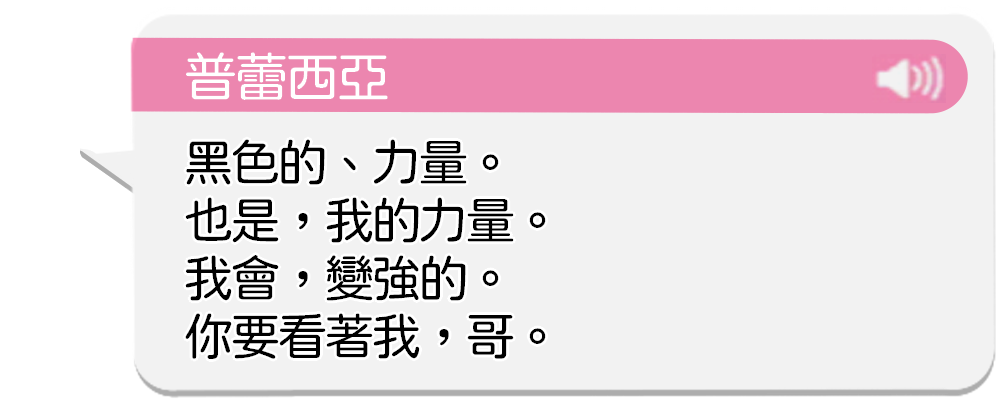 普蕾西亞
黑色的、力量。
也是，我的力量。
我會，變強的。
你要看著我，哥。